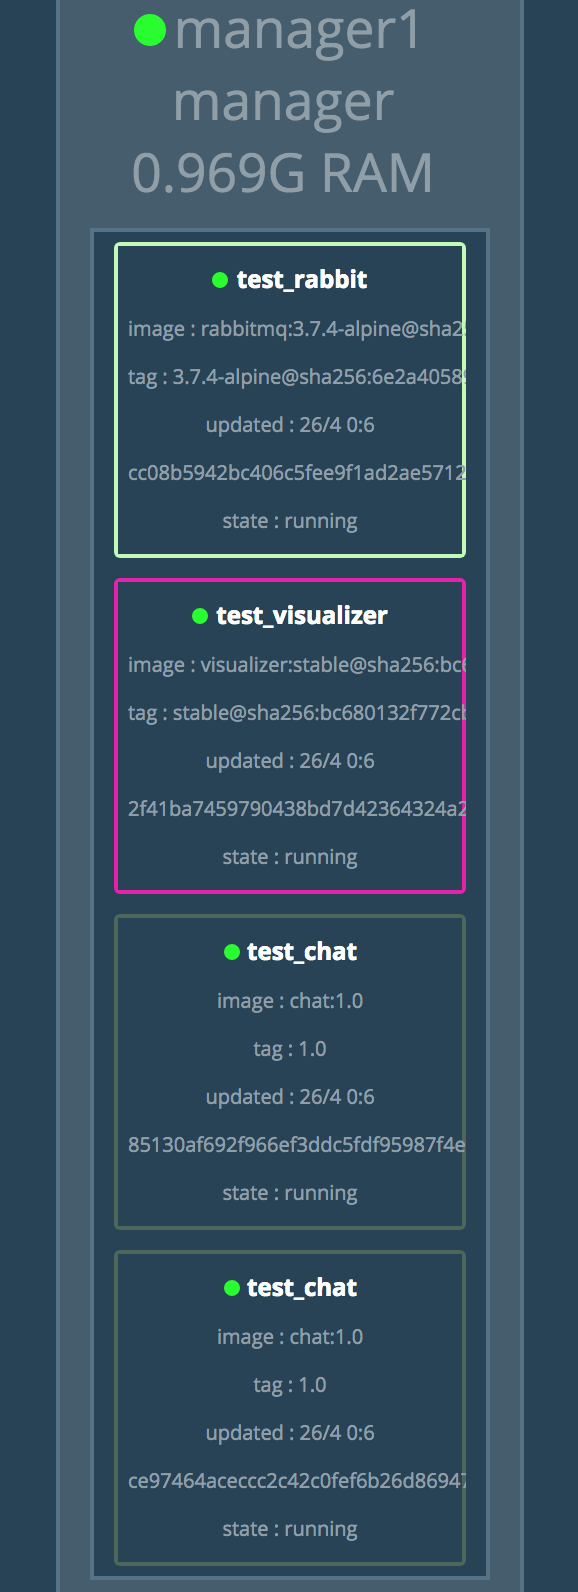 manager1
manager
0.969G RAM
test_rabbit
image : rabbitmq:3.7.4-alpine@sha2
tag : 3.7.4-alpine@sha256:6e2a4058
updated : 26/4 0:6
cc08b5942bc406c5fee9f1ad2ae5712
state : running
test_visualizer
image : visualizer:stable@sha256:bc6
tag : stable@sha256:bc680132f772cb
updated : 26/4 0:6
2f41ba7459790438bd7d42364324a2
state : running
test_chat
image : chat:1.0
tag : 1.0
updated : 26/4 0:6
85130af692f966ef3ddc5fdf95987f4e
state : running
test_chat
image : chat:1.0
tag : 1.0
updated : 26/4 0:6
ce97464aceccc2c42c0fef6b26d86947
state : running